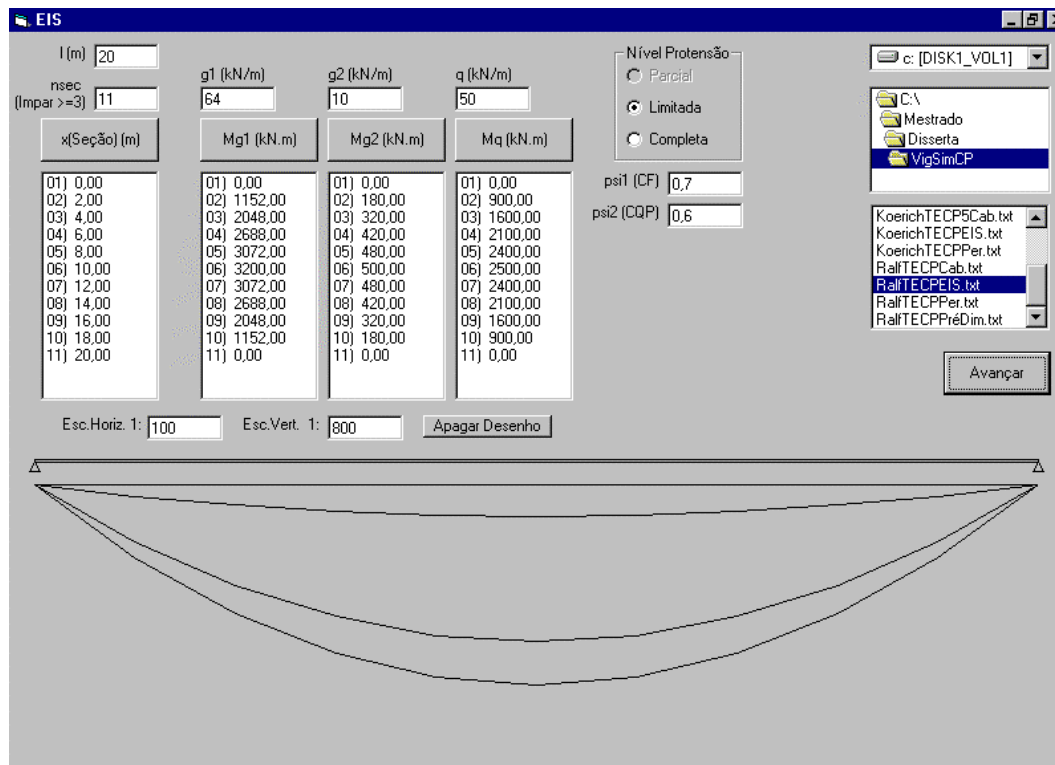 EIS
l (m) 20
nsec
(Impar >=3) 11
g1 (kN/m)
64
g2 (kN/m)
10
q (kN/m)
50
x(Seção) (m)
Mg1 (kN.m)
Mg2 (kN.m)
Mq (kN.m)
01) 0,00
02) 2,00
03) 4,00
04) 6,00
05) 8,00
06) 10,00
07) 12,00
08) 14,00
09) 16,00
10) 18,00
11) 20,00
01) 0,00
02) 1152,00
03) 2048,00
04) 2688,00
05) 3072,00
06) 3200,00
07) 3072,00
08) 2688,00
09) 2048,00
10) 1152,00
11) 0,00
01) 0,00
02) 180,00
03) 320,00
04) 420,00
05) 480,00
06) 500,00
07) 480,00
08) 420,00
09) 320,00
10) 180,00
11) 0,00
01) 0,00
02) 900,00
03) 1600,00
04) 2100,00
05) 2400,00
06) 2500,00
07) 2400,00
08) 2100,00
09) 1600,00
10) 900,00
11) 0,00
Nível Protensão
Parcial
Limitada
Completa
psi1 (CF) 0,7
psi2 (CQP) 0,6
c: [DISK1_VOL1]
C:\
Mestrado
Disserta
VigSimCP
KoerichTECP5Cab.txt
KoerichTECPEIS.txt
KoerichTECPPer.txt
RalfTECPCab.txt
RalfTECPEIS.txt
RalfTECPPer.txt
RalfTECPPréDim.txt
Avançar
Esc.Horiz. 1: 100
Esc.Vert. 1: 800
Apagar Desenho